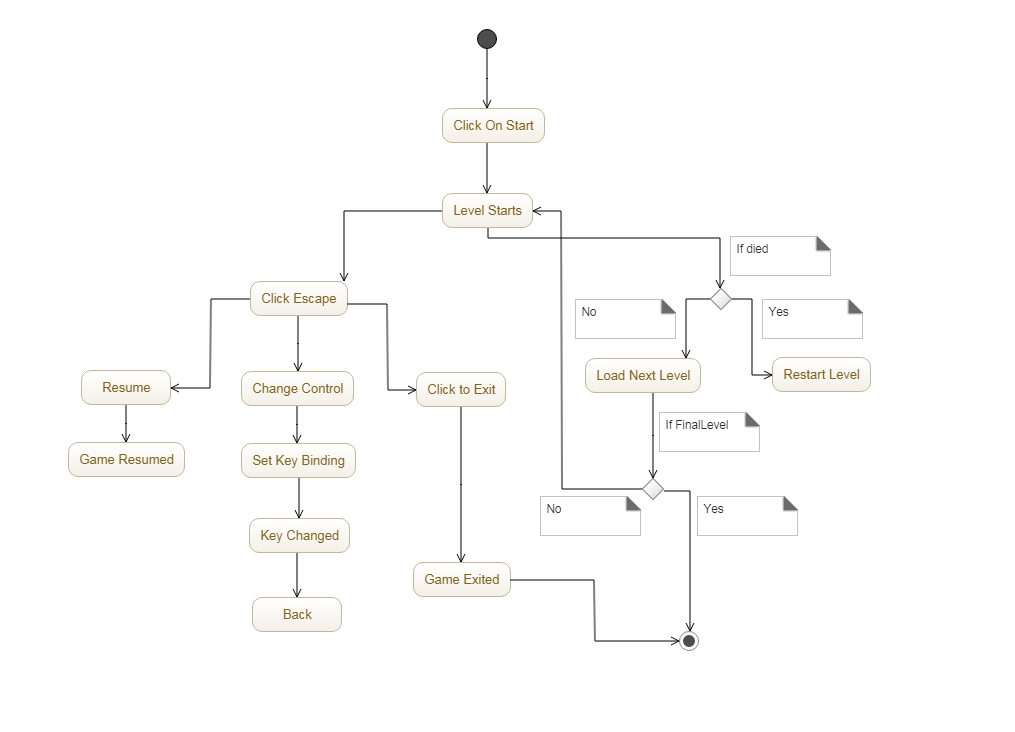 Click On Start
Level Starts
If died
Click Escape
No
Yes
Resume
Change Control
Click to Exit
Load Next Level
Restart Level
If FinalLevel
Game Resumed
Set Key Binding
No
Yes
Key Changed
Game Exited
Back